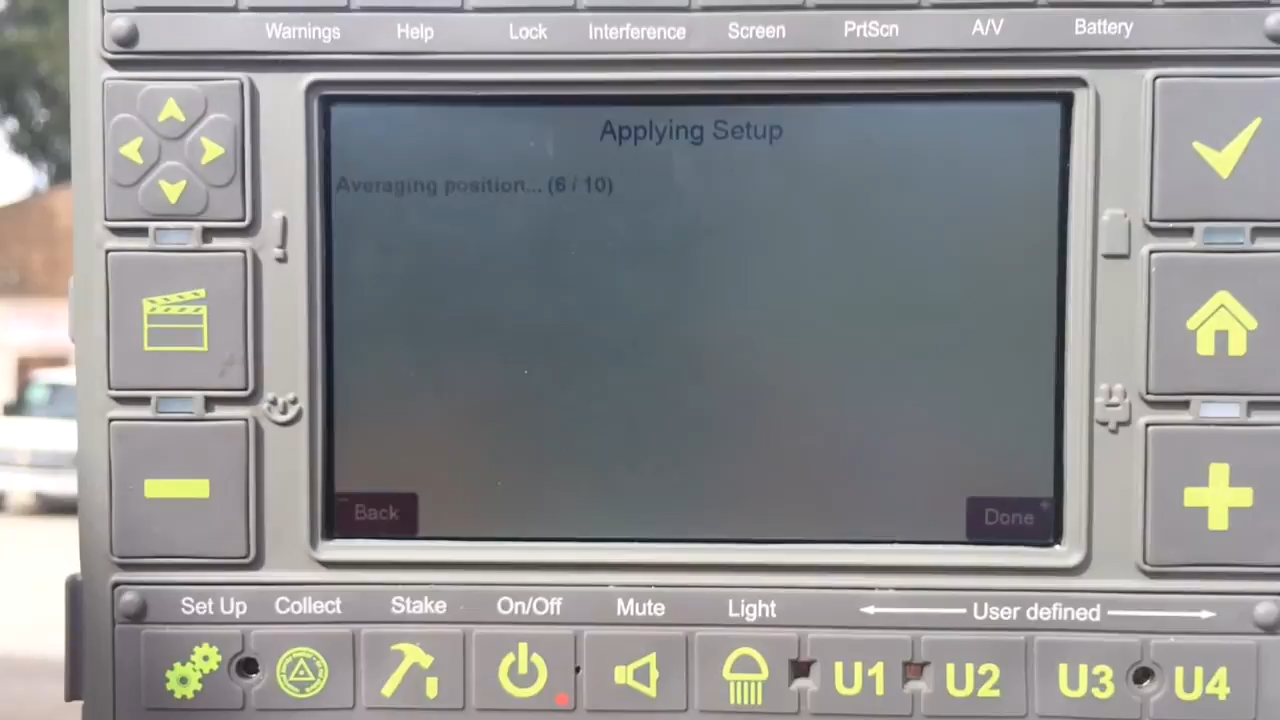 Warnings Help Lock Interference Screen PrtScn A/V Battery
Applying Setup
Averaging position... (6 / 10)
Back
Done
Set Up Collect Stake On/Off Mute Light User defined
U1 U2 U3 U4